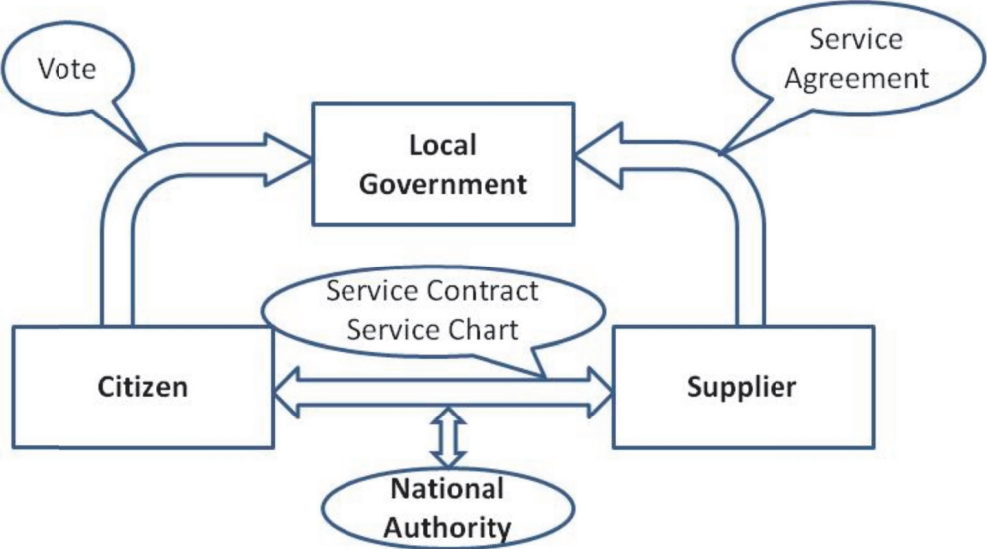 Vote
Service
Agreement
Local
Government
Service Contract
Service Chart
Citizen
Supplier
National
Authority